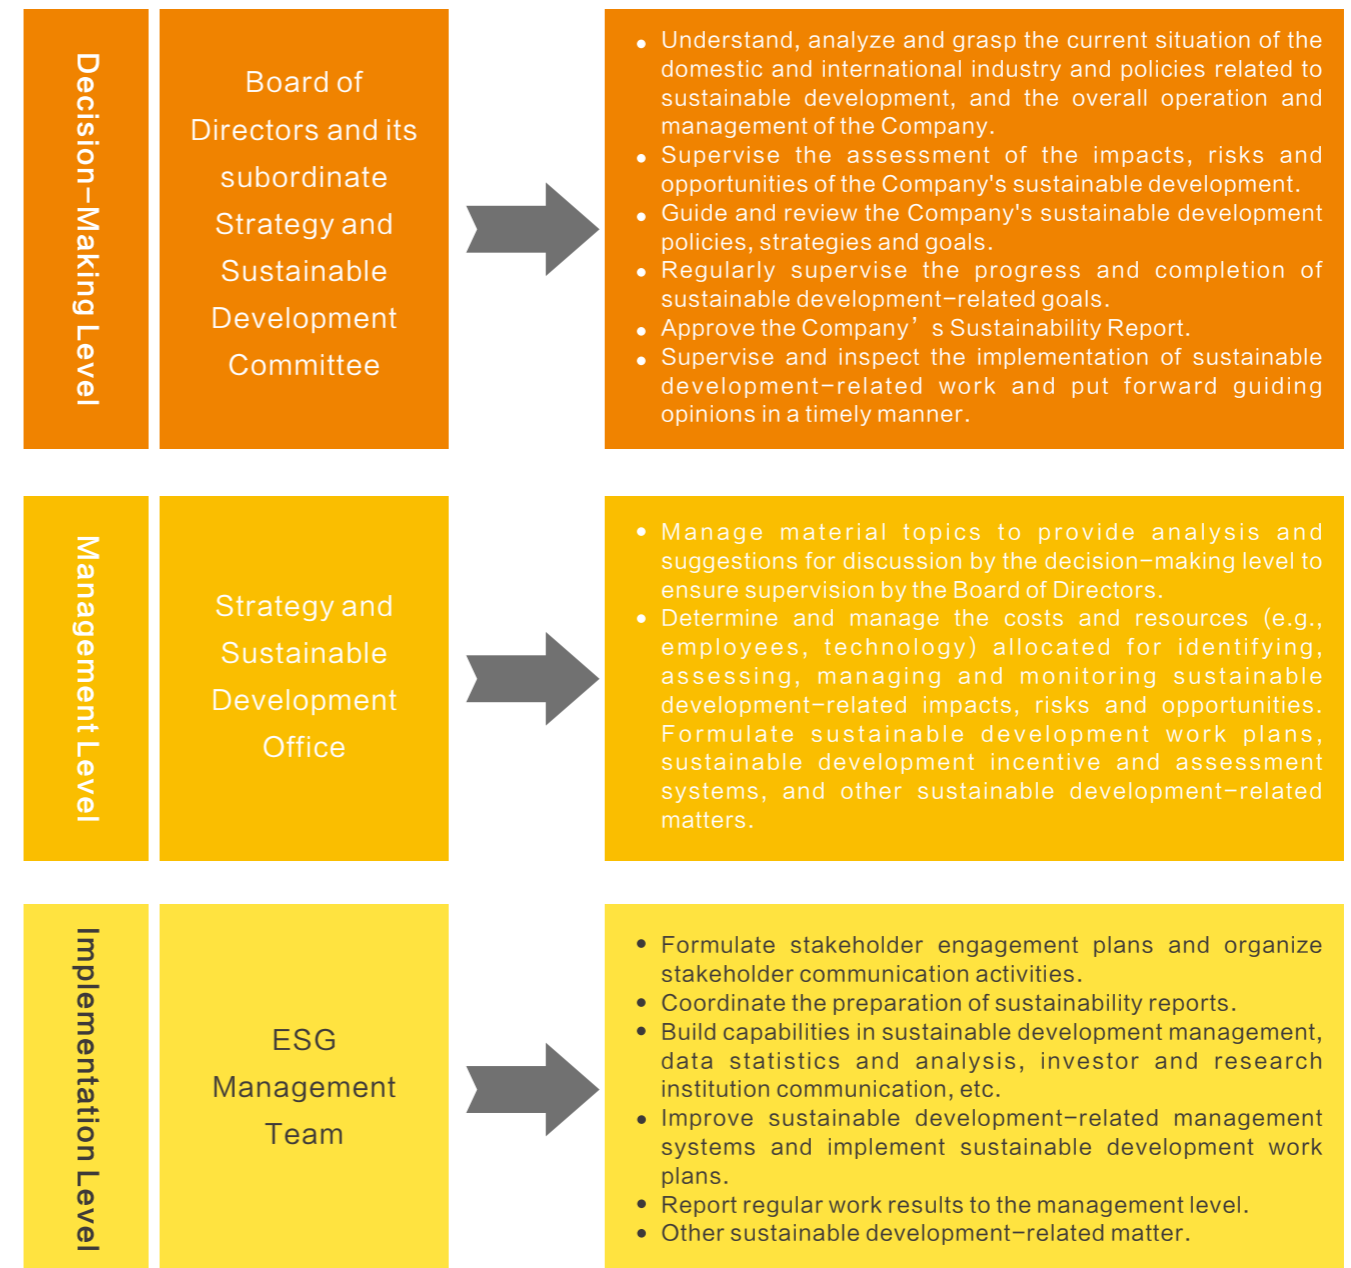 Decision-Making Level
Board of
Directors and its
subordinate
Strategy and
Sustainable
Development
Committee
• Understand, analyze and grasp the current situation of the
domestic and international industry and policies related to
sustainable development, and the overall operation and
management of the Company.
• Supervise the assessment of the impacts, risks and
opportunities of the Company's sustainable development.
• Guide and review the Company's sustainable development
policies, strategies and goals.
• Regularly supervise the progress and completion of
sustainable development-related goals.
• Approve the Company’s Sustainability Report.
• Supervise and inspect the implementation of sustainable
development-related work and put forward guiding
opinions in a timely manner.
Management Level
Strategy and
Sustainable
Development
Office
• Manage material topics to provide analysis and
suggestions for discussion by the decision-making level to
ensure supervision by the Board of Directors.
• Determine and manage the costs and resources (e.g.,
employees, technology) allocated for identifying,
assessing, managing and monitoring sustainable
development-related impacts, risks and opportunities.
Formulate sustainable development work plans,
sustainable development incentive and assessment
systems, and other sustainable development-related
matters.
Implementation Level
ESG
Management
Team
• Formulate stakeholder engagement plans and organize
stakeholder communication activities.
• Coordinate the preparation of sustainability reports.
• Build capabilities in sustainable development management,
data statistics and analysis, investor and research
institution communication, etc.
• Improve sustainable development-related management
systems and implement sustainable development work
plans.
• Report regular work results to the management level.
• Other sustainable development-related matter.